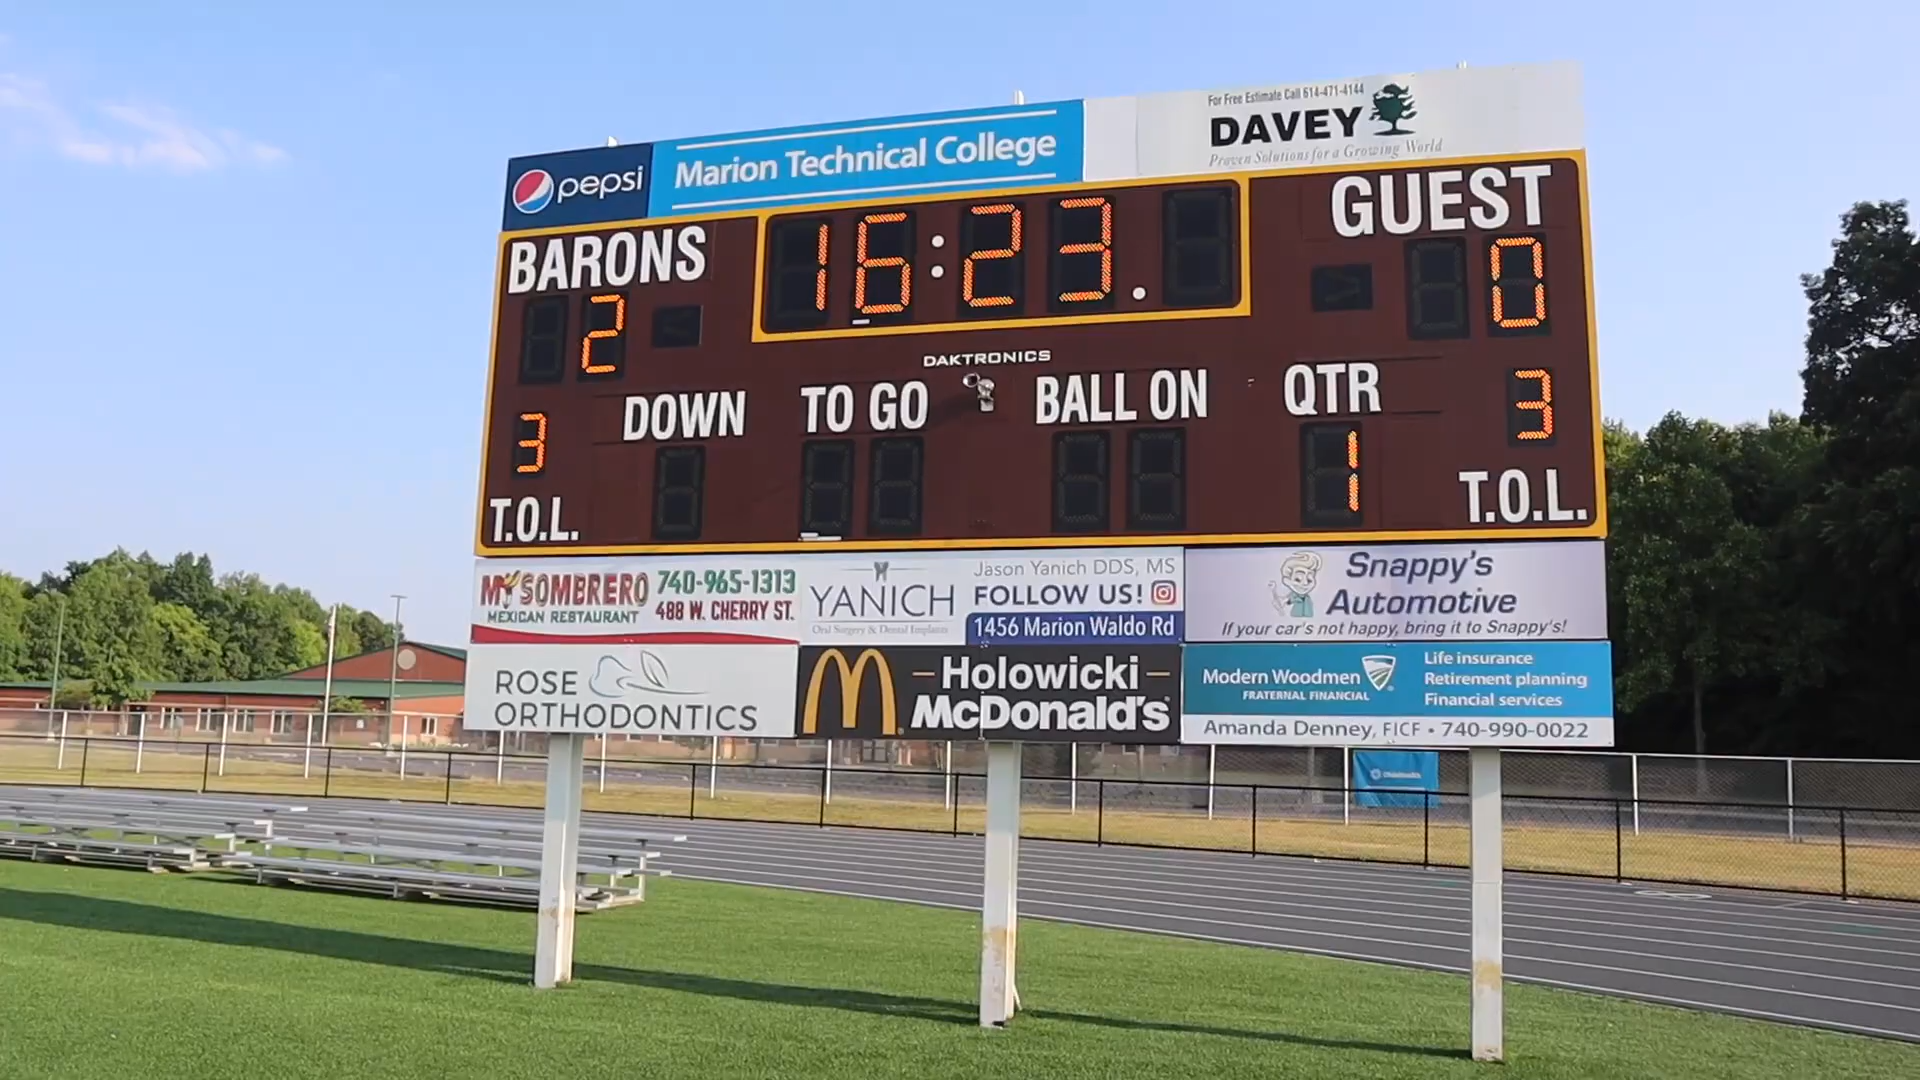 pepsi
Marion Technical College
For Free Estimate Call 614-471-4144
DAVEY
Proven Solutions for a Growing World
BARONS
16:23.
GUEST
2
0
DAKTRONICS
3
DOWN
TO GO
BALL ON
QTR
3
1
T.O.L.
T.O.L.
MY SOMBRERO
MEXICAN RESTAURANT
740-965-1313
488 W. CHERRY ST.
YANICH
Oral Surgery & Dental Implants
Jason Yanich DDS, MS
FOLLOW US!
1456 Marion Waldo Rd
Snappy's
Automotive
If your car's not happy, bring it to Snappy's!
ROSE
ORTHODONTICS
Holowicki
McDonald's
Modern Woodmen
FRATERNAL FINANCIAL
Life insurance
Retirement planning
Financial services
Amanda Denney, FICF • 740-990-0022